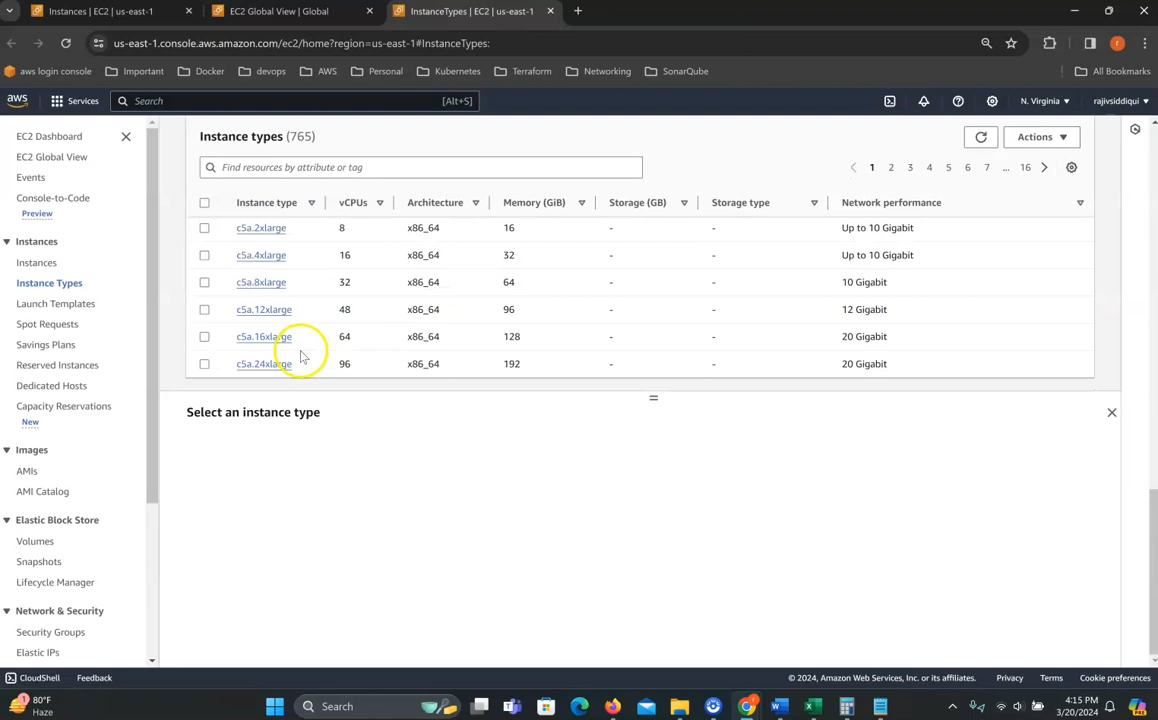 Instances | EC2 | us-east-1
EC2 Global View | Global
InstanceTypes | EC2 | us-east-1
us-east-1.console.aws.amazon.com/ec2/home?region=us-east-1#InstanceTypes:
aws login console
Important
Docker
devops
AWS
Personal
Kubernetes
Terraform
Networking
SonarQube
All Bookmarks
aws
Services
Search
[Alt+S]
N. Virginia
rajivsiddiqui
EC2 Dashboard
EC2 Global View
Events
Console-to-Code
Preview
Instances
Instances
Instance Types
Launch Templates
Spot Requests
Savings Plans
Reserved Instances
Dedicated Hosts
Capacity Reservations
New
Images
AMIs
AMI Catalog
Elastic Block Store
Volumes
Snapshots
Lifecycle Manager
Network & Security
Security Groups
Elastic IPs
Instance types (765)
Actions
Find resources by attribute or tag
1 2 3 4 5 6 7 ... 16
Instance type vCPUs Architecture Memory (GiB) Storage (GB) Storage type Network performance
c5a.2xlarge 8 x86_64 16 - - Up to 10 Gigabit
c5a.4xlarge 16 x86_64 32 - - Up to 10 Gigabit
c5a.8xlarge 32 x86_64 64 - - 10 Gigabit
c5a.12xlarge 48 x86_64 96 - - 12 Gigabit
c5a.16xlarge 64 x86_64 128 - - 20 Gigabit
c5a.24xlarge 96 x86_64 192 - - 20 Gigabit
Select an instance type
CloudShell
Feedback
© 2024, Amazon Web Services, Inc. or its affiliates.
Privacy
Terms
Cookie preferences
80°F
Haze
Search
4:15 PM
3/20/2024